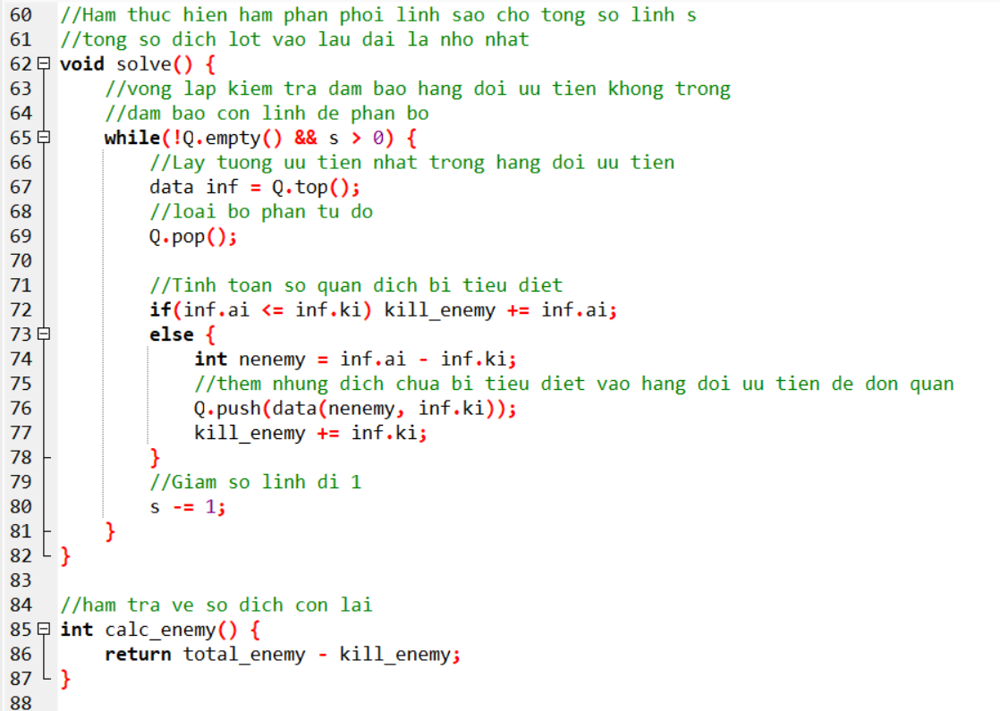 60 //Ham thuc hien ham phan phoi linh sao cho tong so linh s
61 //tong so dich lot vao lau dai la nho nhat
62 void solve() {
63 //vong lap kiem tra dam bao hang doi uu tien khong trong
64 //dam bao con linh de phan bo
65 while(!Q.empty() && s > 0) {
66 //Lay tuong uu tien nhat trong hang doi uu tien
67 data inf = Q.top();
68 //loai bo phan tu do
69 Q.pop();
70
71 //Tinh toan so quan dich bi tieu diet
72 if(inf.ai <= inf.ki) kill_enemy += inf.ai;
73 else {
74 int nenemy = inf.ai - inf.ki;
75 //them nhung dich chua bi tieu diet vao hang doi uu tien de don quan
76 Q.push(data(nenemy, inf.ki));
77 kill_enemy += inf.ki;
78 }
79 //Giam so linh di 1
80 s -= 1;
81 }
82 }
83
84 //ham tra ve so dich con lai
85 int calc_enemy() {
86 return total_enemy - kill_enemy;
87 }
88